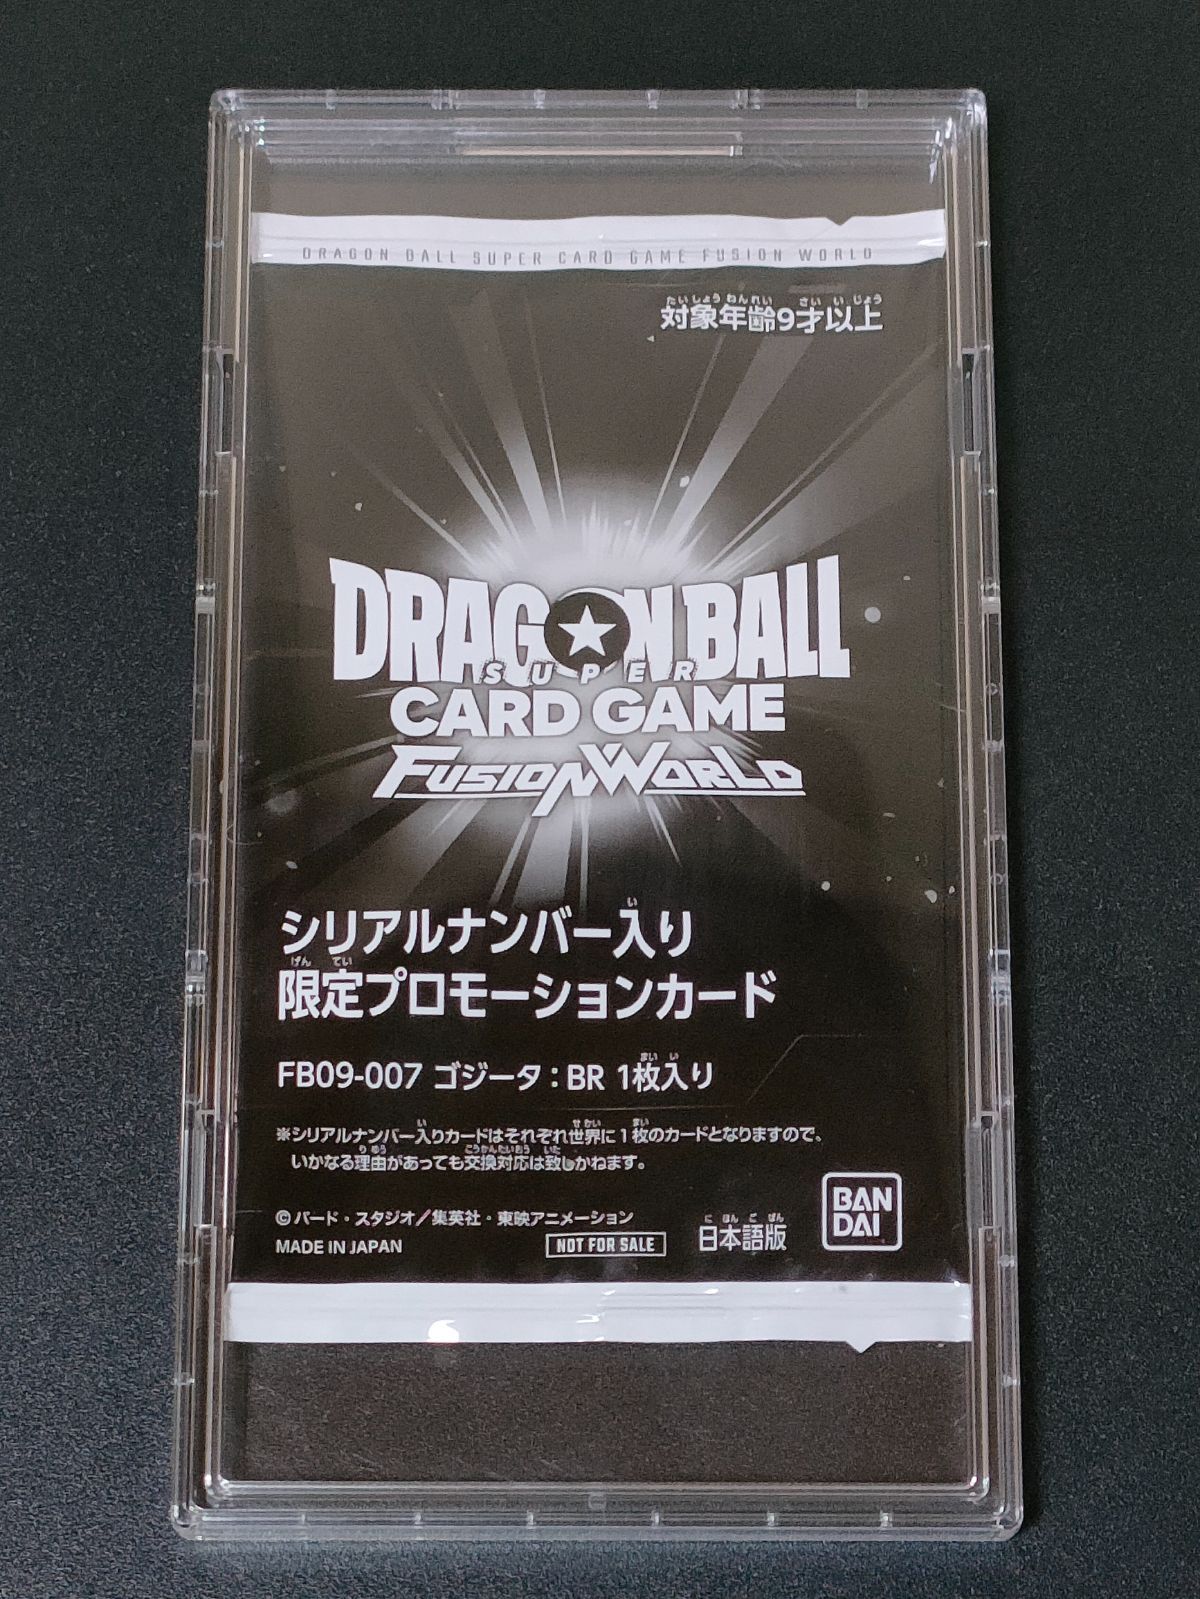 DRAGON BALL SUPER CARD GAME FUSION WORLD
たいしょう ねんれい さい い じょう
対象年齢9才以上
DRAGON BALL
SUPER
CARD GAME
FUSION WORLD
い
シリアルナンバー入り
げん てい
限定プロモーションカード
まい い
FB09-007 ゴジータ：BR 1枚入り
い せ かい まい
※シリアルナンバー入りカードはそれぞれ世界に1枚のカードとなりますので、
り ゆう こうかんたいおう いた
いかなる理由があっても交換対応は致しかねます。
©バード・スタジオ／集英社・東映アニメーション
MADE IN JAPAN
NOT FOR SALE
に ほん ご ばん
日本語版
BAN
DAI